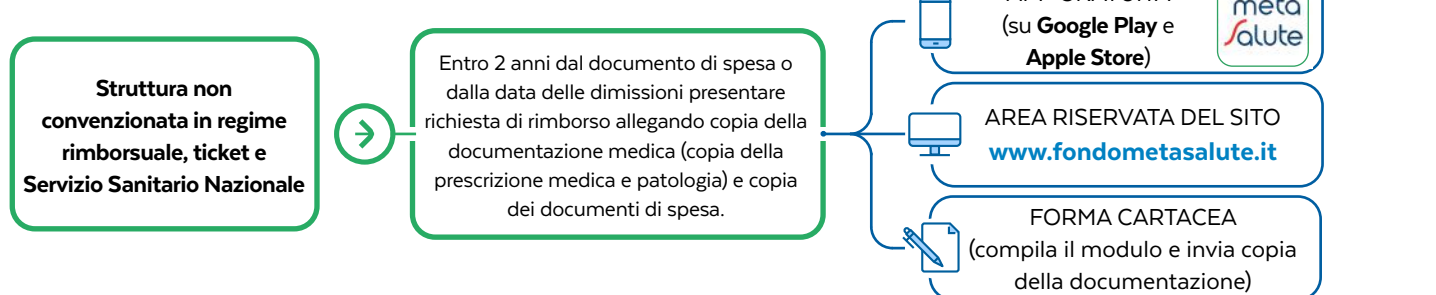 Struttura non
convenzionata in regime
rimborsuale, ticket e
Servizio Sanitario Nazionale
Entro 2 anni dal documento di spesa o
dalla data delle dimissioni presentare
richiesta di rimborso allegando copia della
documentazione medica (copia della
prescrizione medica e patologia) e copia
dei documenti di spesa.
(su Google Play e
Apple Store)
meta
Salute
AREA RISERVATA DEL SITO
www.fondometasalute.it
FORMA CARTACEA
(compila il modulo e invia copia
della documentazione)